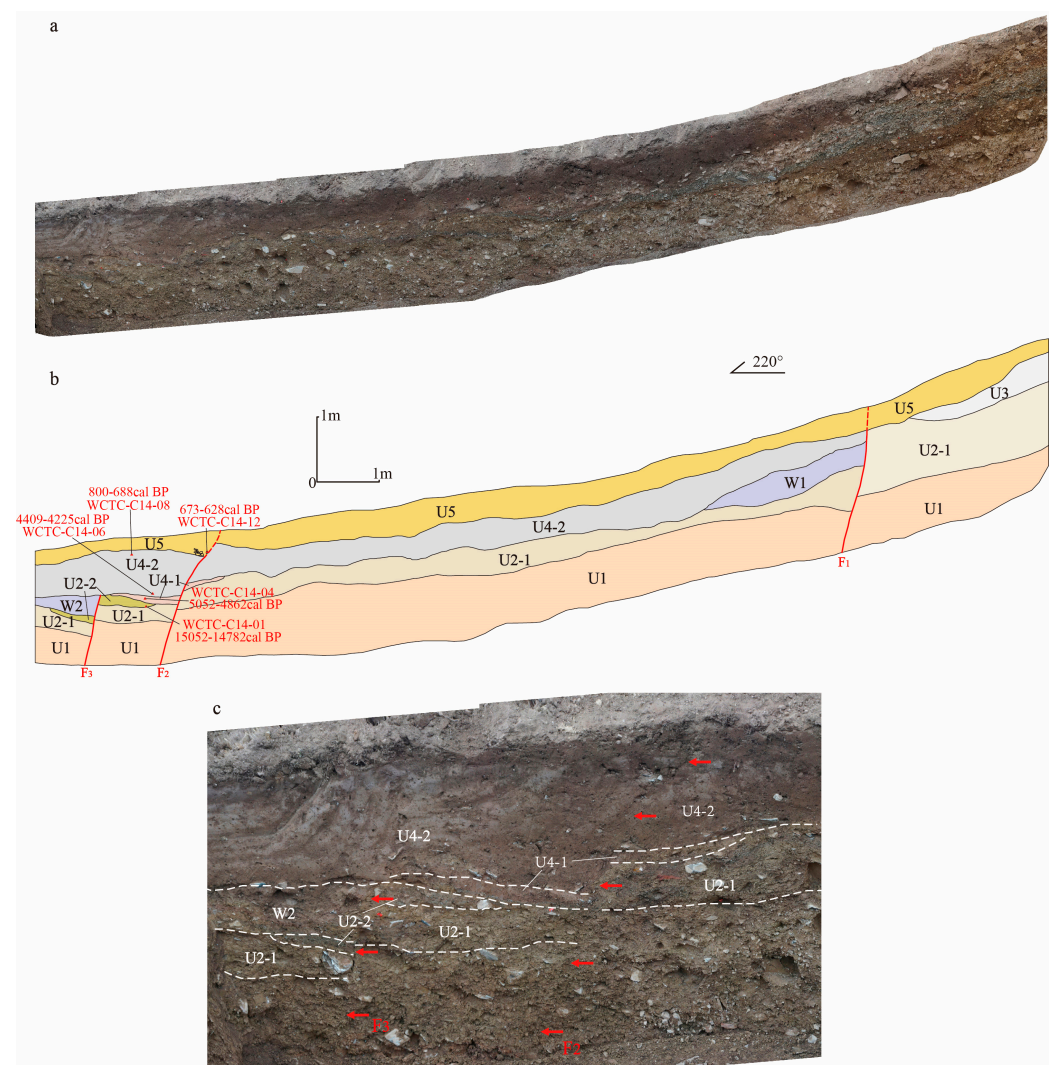 a
b
220°
1m
0
1m
U3
U5
U2-1
W1
U1
F1
800-688cal BP
WCTC-C14-08
673-628cal BP
WCTC-C14-12
4409-4225cal BP
WCTC-C14-06
U5
U5
U4-2
U4-2
U4-1
U2-1
U2-2
U1
W2
WCTC-C14-04
5052-4862cal BP
U2-1
U2-1
WCTC-C14-01
15052-14782cal BP
U1
U1
F3
F2
c
U4-2
U4-2
U4-1
U2-1
W2
U2-2
U2-1
U2-1
F3
F2